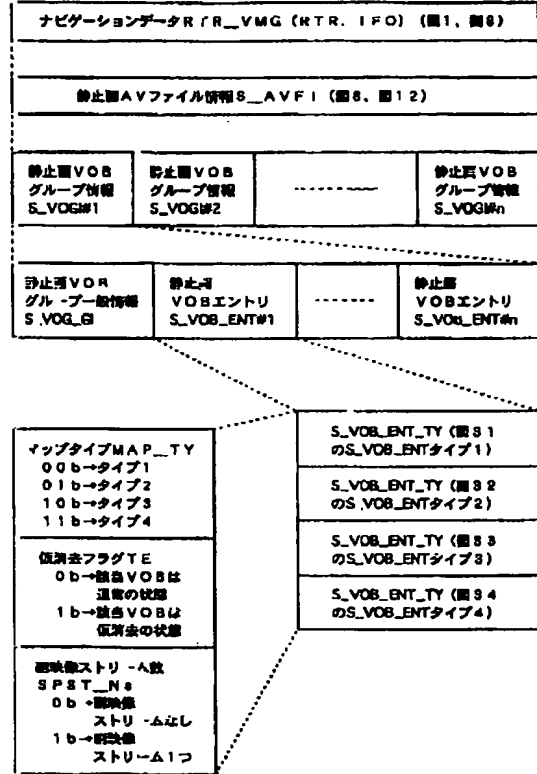 ナビゲーションデータRTR__VMG (RTR. IFO) (図1、図8)
静止画AVファイル情報S__AVFI (図8、図12)
静止画VOB
グループ情報
S_VOGI#1
静止画VOB
グループ情報
S_VOGI#2
静止画VOB
グループ情報
S_VOGI#n
静止画VOB
グループ一般情報
S_VOG_GI
静止画
VOBエントリ
S_VOB_ENT#1
静止画
VOBエントリ
S_VOB_ENT#n
マップタイプMAP__TY
00b→タイプ1
01b→タイプ2
10b→タイプ3
11b→タイプ4
仮消去フラグTE
0b→該当VOBは
通常の状態
1b→該当VOBは
仮消去の状態
副映像ストリーム数
SPST__Ns
0b→副映像
ストリームなし
1b→副映像
ストリーム1つ
S_VOB_ENT_TY (図31
のS_VOB_ENTタイプ1)
S_VOB_ENT_TY (図32
のS_VOB_ENTタイプ2)
S_VOB_ENT_TY (図33
のS_VOB_ENTタイプ3)
S_VOB_ENT_TY (図34
のS_VOB_ENTタイプ4)